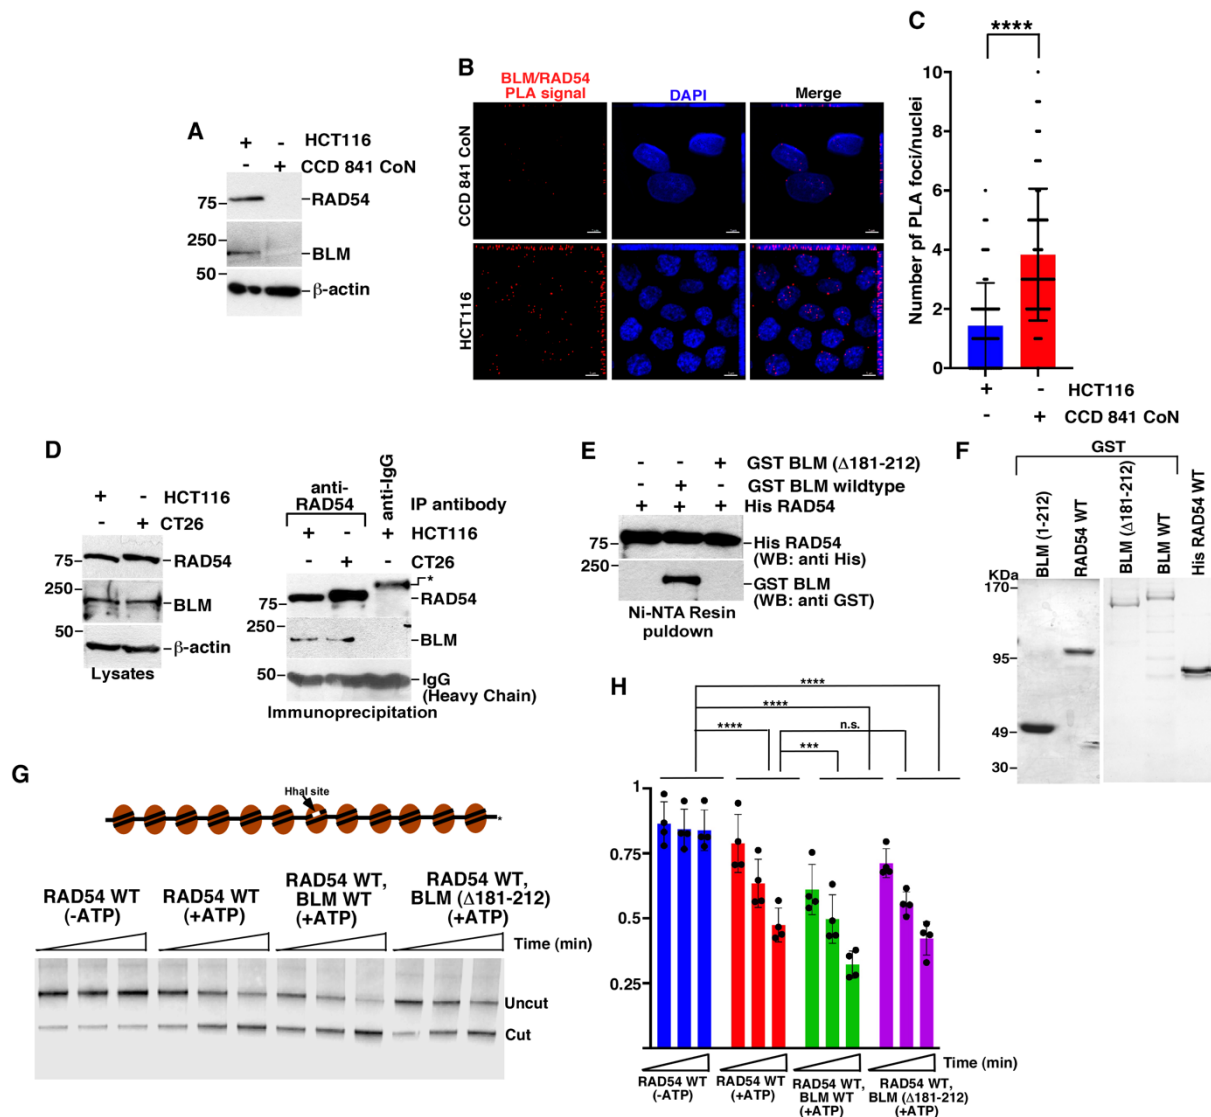 A
+ - HCT116
- + CCD 841 CoN
75 RAD54
250
BLM
50
β-actin
B
BLM/RAD54
PLA signal
DAPI
Merge
CCD 841 CoN
HCT116
C
****
Number pf PLA foci/nuclei
10
8
6
4
2
0
+ - HCT116
- + CCD 841 CoN
D
+ - HCT116
- + CT26
75 RAD54
250
BLM
50
β-actin
Lysates
anti-
RAD54
anti-IgG
IP antibody
+ - + HCT116
- + - CT26
*
75 RAD54
250
BLM
50 IgG
(Heavy Chain)
Immunoprecipitation
E
- - + GST BLM (Δ181-212)
- + - GST BLM wildtype
+ + + His RAD54
75 His RAD54
(WB: anti His)
250
GST BLM
(WB: anti GST)
Ni-NTA Resin
puldown
F
GST
BLM (1-212)
RAD54 WT
BLM (Δ181-212)
BLM WT
His RAD54 WT
KDa
170
95
49
30
G
HhaI site
*
RAD54 WT
(-ATP)
RAD54 WT
(+ATP)
RAD54 WT,
BLM WT
(+ATP)
RAD54 WT,
BLM (Δ181-212)
(+ATP)
Time (min)
Uncut
Cut
H
****
****
****
n.s.
***
1
0.75
0.5
0.25
Time (min)
RAD54 WT
(-ATP)
RAD54 WT
(+ATP)
RAD54 WT,
BLM WT
(+ATP)
RAD54 WT,
BLM (Δ181-212)
(+ATP)